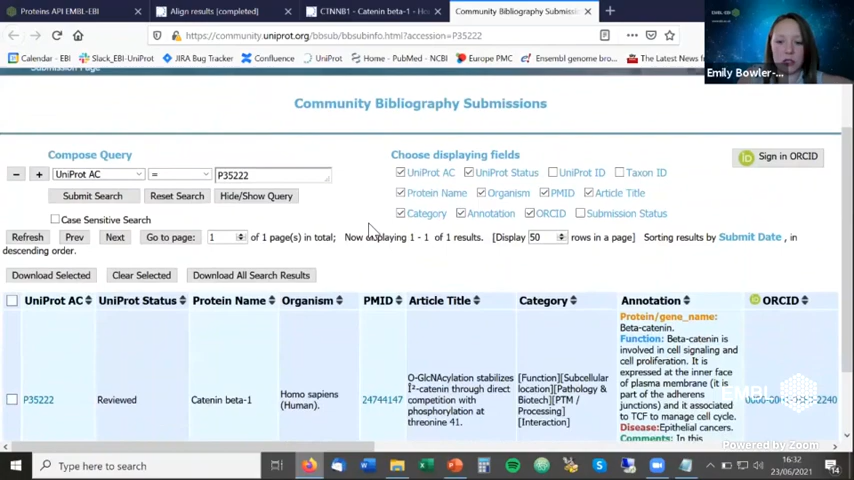 Proteins API EMBL-EBI
Align results [completed]
CTNNB1 - Catenin beta-1 - Ho
Community Bibliography Submissi
https://community.uniprot.org/bbsub/bbsubinfo.html?accession=P35222
Emily Bowler-...
Calendar - EBI
Slack_EBI-UniProt
JIRA Bug Tracker
Confluence
UniProt
Home - PubMed - NCBI
Europe PMC
Ensembl genome brows
The Latest News fr
Submission Page
Community Bibliography Submissions
Compose Query
Choose displaying fields
Sign in ORCID
UniProt AC
=
P35222
UniProt AC
UniProt Status
UniProt ID
Taxon ID
Protein Name
Organism
PMID
Article Title
Submit Search
Reset Search
Hide/Show Query
Category
Annotation
ORCID
Submission Status
Case Sensitive Search
Refresh
Prev
Next
Go to page:
1
of 1 page(s) in total;
Now displaying 1 - 1 of 1 results.
[Display 50 rows in a page]
Sorting results by Submit Date , in
descending order.
Download Selected
Clear Selected
Download All Search Results
UniProt AC
UniProt Status
Protein Name
Organism
PMID
Article Title
Category
Annotation
ORCID
P35222
Reviewed
Catenin beta-1
Homo sapiens
(Human).
24744147
O-GlcNAcylation stabilizes
Î²-catenin through direct
competition with
phosphorylation at
threonine 41.
[Function][Subcellular
location][Pathology &
Biotech][PTM /
Processing]
[Interaction]
Protein/gene_name:
Beta-catenin.
Function: Beta-catenin is
involved in cell signaling and
cell proliferation. It is
expressed at the inner face
of plasma membrane (it is
part of the adherens
junctions) and it associated
to TCF to manage cell cycle.
Disease:Epithelial cancers.
Comments: In this
EMBL-EBI
Powered by Zoom
Type here to search
16:32
23/06/2021
14